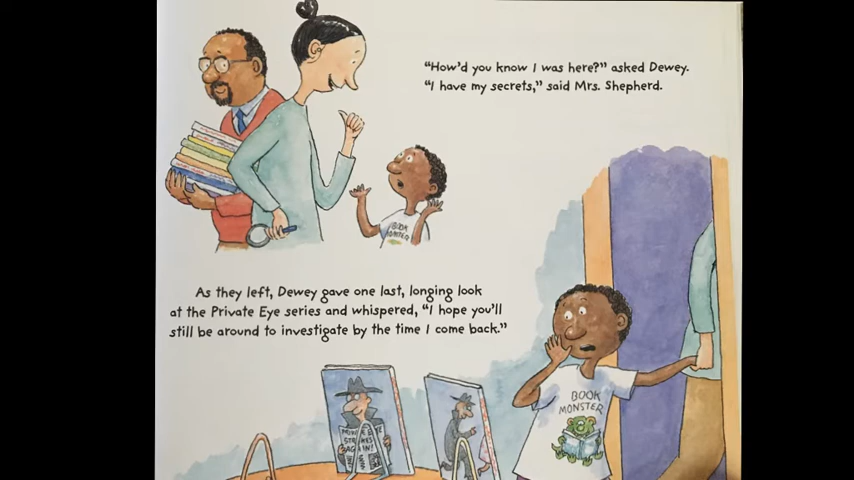 "How'd you know I was here?" asked Dewey.
"I have my secrets," said Mrs. Shepherd.
BOOK
MONSTER
As they left, Dewey gave one last, longing look
at the Private Eye series and whispered, "I hope you'll
still be around to investigate by the time I come back."
BOOK
MONSTER